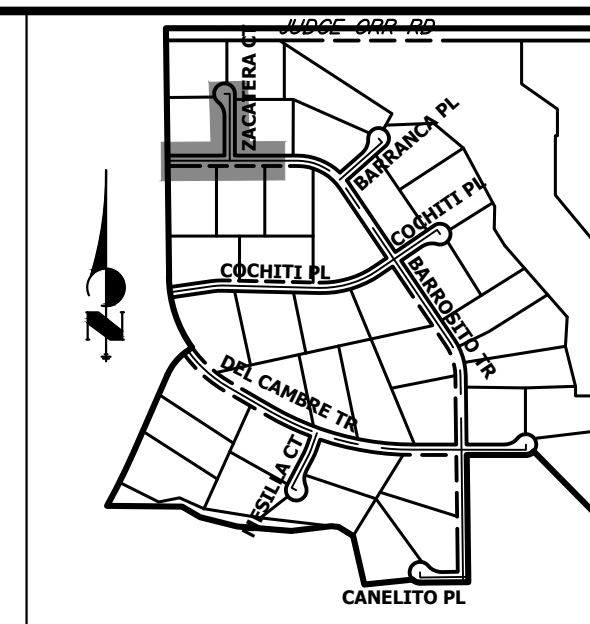 JUDGE ORR RD
ZACATERA CT
BARRANCA PL
COCHITI PL
COCHITI PL
BARROSITO TR
DEL CAMBRE TR
MESILLA CT
CANELITO PL
N